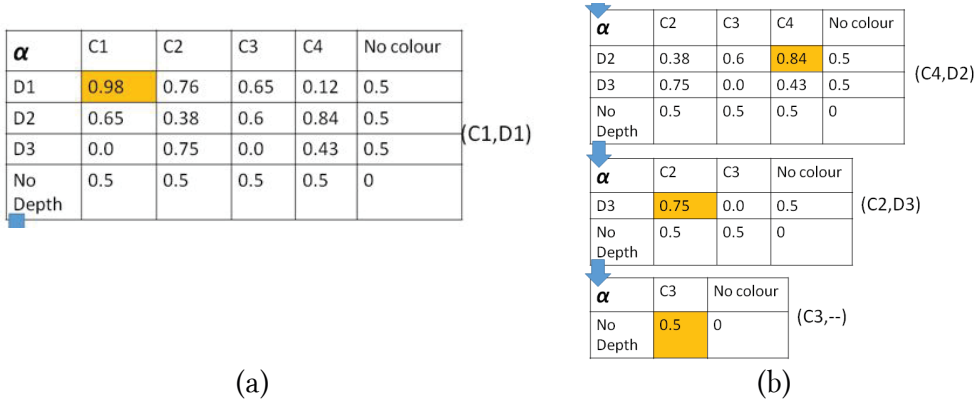 α C1 C2 C3 C4 No colour
D1 0.98 0.76 0.65 0.12 0.5
D2 0.65 0.38 0.6 0.84 0.5
D3 0.0 0.75 0.0 0.43 0.5
No Depth 0.5 0.5 0.5 0.5 0
(C1,D1)
(a)
α C2 C3 C4 No colour
D2 0.38 0.6 0.84 0.5
D3 0.75 0.0 0.43 0.5
No Depth 0.5 0.5 0.5 0
(C4,D2)
α C2 C3 No colour
D3 0.75 0.0 0.5
No Depth 0.5 0.5 0
(C2,D3)
α C3 No colour
No Depth 0.5 0
(C3,--)
(b)